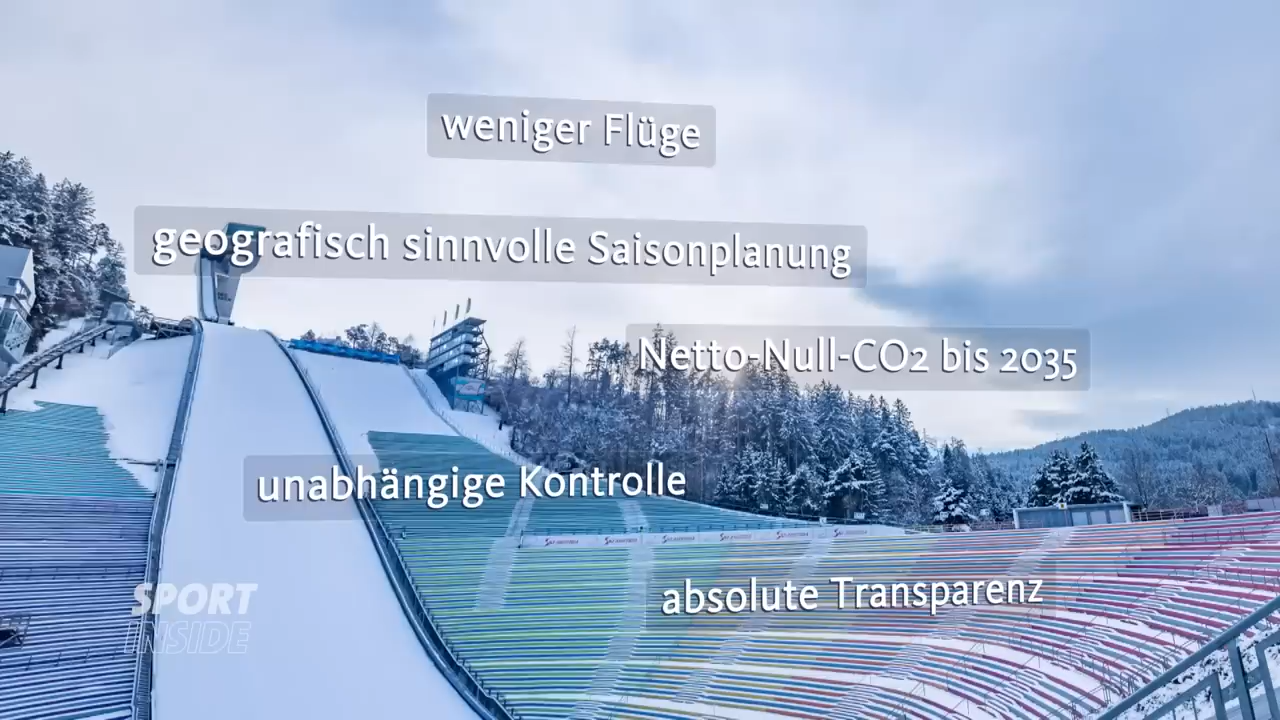 weniger Flüge
geografisch sinnvolle Saisonplanung
Netto-Null-CO2 bis 2035
unabhängige Kontrolle
absolute Transparenz
SPORT
INSIDE